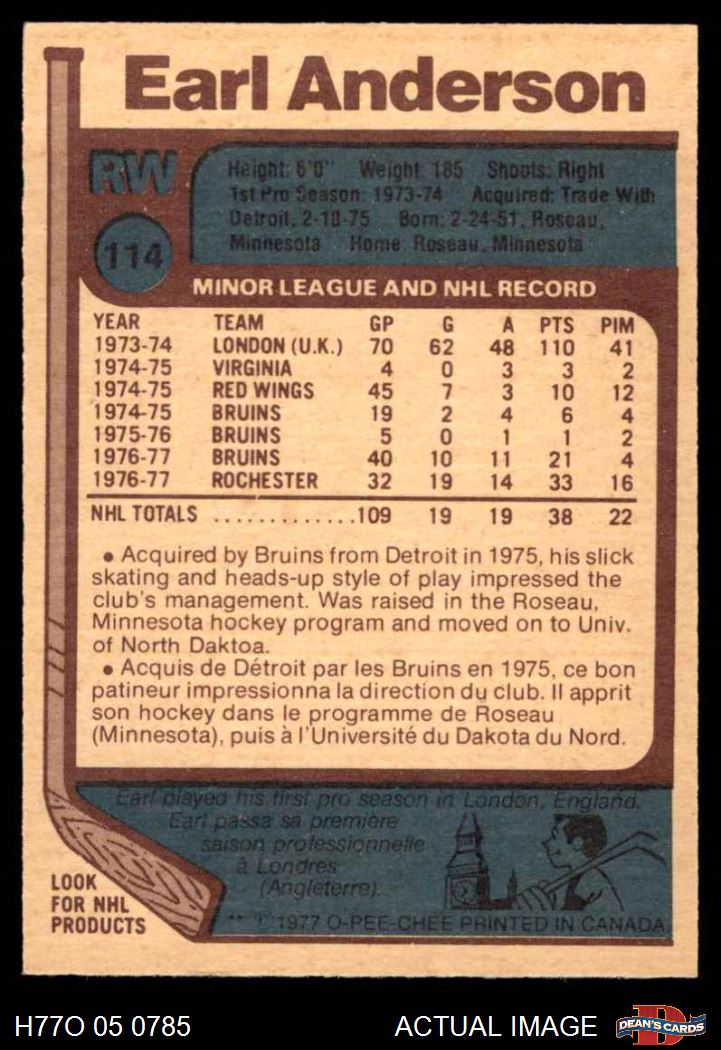 Earl Anderson
RW
Height: 6'0" Weight: 185 Shoots: Right
1st Pro Season: 1973-74 Acquired: Trade With
Detroit, 2-18-75 Born: 2-24-51, Roseau,
Minnesota Home: Roseau, Minnesota
114
MINOR LEAGUE AND NHL RECORD
YEAR TEAM GP G A PTS PIM
1973-74 LONDON (U.K.) 70 62 48 110 41
1974-75 VIRGINIA 4 0 3 3 2
1974-75 RED WINGS 45 7 3 10 12
1974-75 BRUINS 19 2 4 6 4
1975-76 BRUINS 5 0 1 1 2
1976-77 BRUINS 40 10 11 21 4
1976-77 ROCHESTER 32 19 14 33 16
NHL TOTALS .............109 19 19 38 22
• Acquired by Bruins from Detroit in 1975, his slick
skating and heads-up style of play impressed the
club's management. Was raised in the Roseau,
Minnesota hockey program and moved on to Univ.
of North Daktoa.
• Acquis de Détroit par les Bruins en 1975, ce bon
patineur impressionna la direction du club. Il apprit
son hockey dans le programme de Roseau
(Minnesota), puis à l'Université du Dakota du Nord.
Earl played his first pro season in London, England.
Earl passa sa première
saison professionnelle
à Londres
(Angleterre).
LOOK
FOR NHL
PRODUCTS
** ©1977 O-PEE-CHEE PRINTED IN CANADA.
H77O 05 0785 ACTUAL IMAGE
D
DEAN'S CARDS